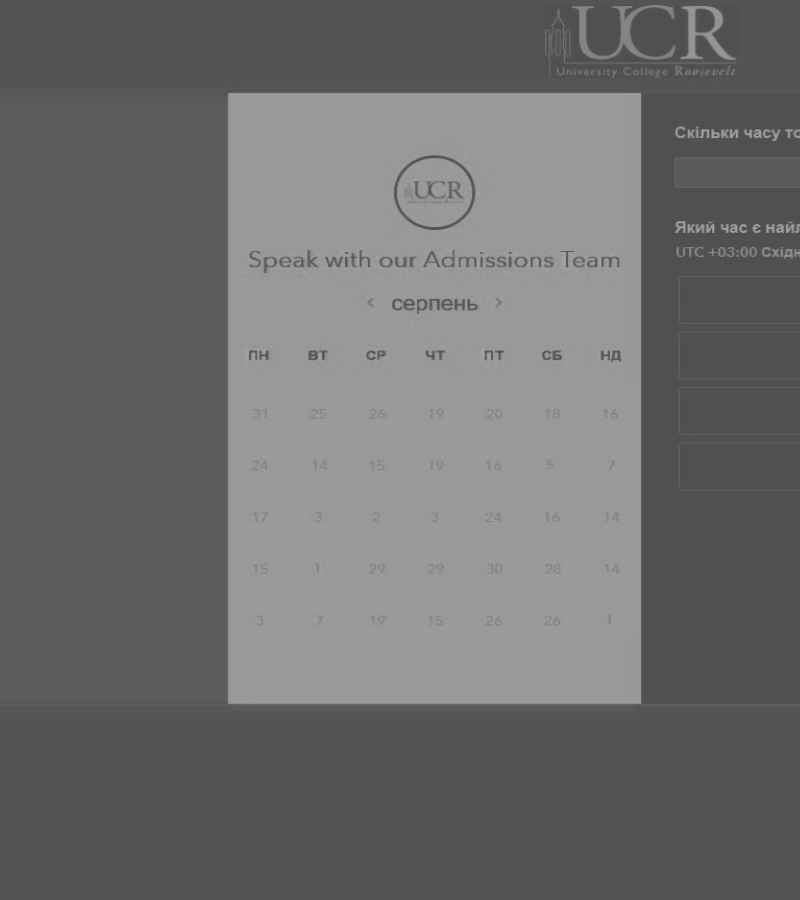 UCR
University College Roosevelt
UCR
Speak with our Admissions Team
< серпень >
ПН ВТ СР ЧТ ПТ СБ НД
31 25 26 19 20 18 16
24 14 15 19 16 5 7
17 3 2 3 24 16 14
15 1 29 29 30 28 14
3 7 19 15 26 26 1
Скільки часу то
Який час є найл
UTC +03:00 Східн